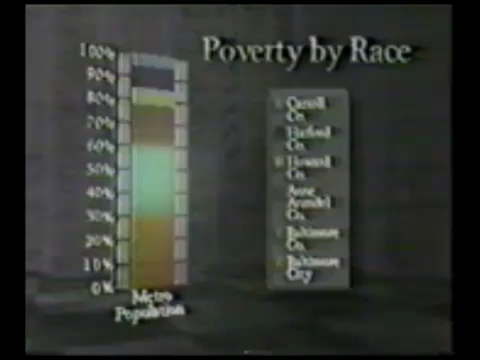 Poverty by Race
100%
90%
80%
70%
60%
50%
40%
30%
20%
10%
0%
Metro
Population
Carroll
Co.
Harford
Co.
Howard
Co.
Anne
Arundel
Co.
Baltimore
Co.
Baltimore
City